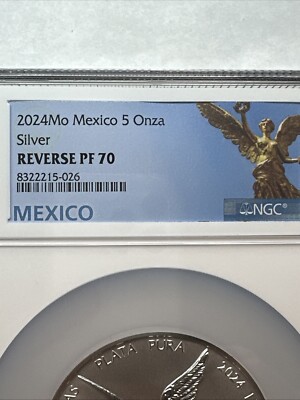 2024Mo Mexico 5 Onza
Silver
REVERSE PF 70
8322215-026
MEXICO
NGC®
PLATA PURA 2024